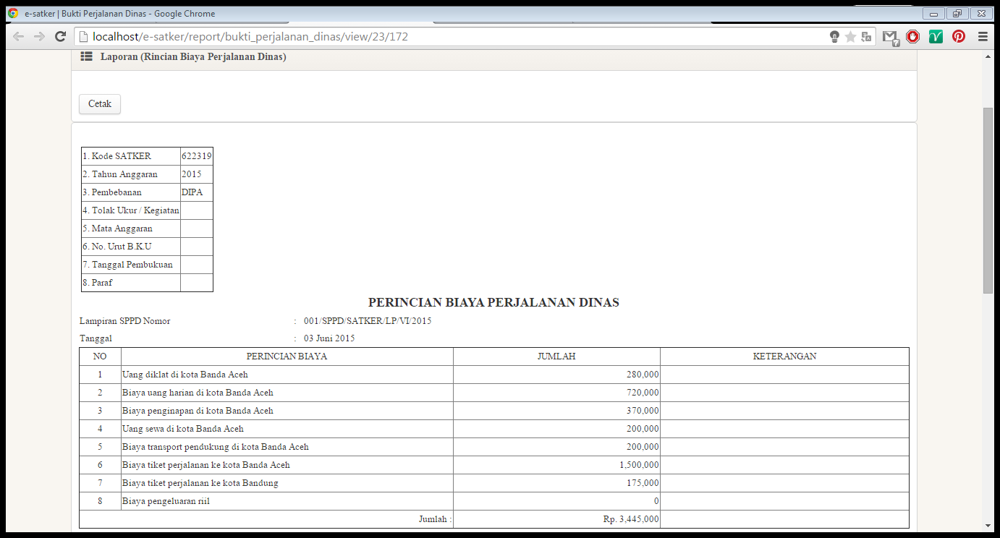 e-satker | Bukti Perjalanan Dinas - Google Chrome
localhost/e-satker/report/bukti_perjalanan_dinas/view/23/172
Laporan (Rincian Biaya Perjalanan Dinas)
Cetak
1. Kode SATKER 622319
2. Tahun Anggaran 2015
3. Pembebanan DIPA
4. Tolak Ukur / Kegiatan
5. Mata Anggaran
6. No. Urut B.K.U
7. Tanggal Pembukuan
8. Paraf
PERINCIAN BIAYA PERJALANAN DINAS
Lampiran SPPD Nomor : 001/SPPD/SATKER/LP/VI/2015
Tanggal : 03 Juni 2015
NO PERINCIAN BIAYA JUMLAH KETERANGAN
1 Uang diklat di kota Banda Aceh 280,000
2 Biaya uang harian di kota Banda Aceh 720,000
3 Biaya penginapan di kota Banda Aceh 370,000
4 Uang sewa di kota Banda Aceh 200,000
5 Biaya transport pendukung di kota Banda Aceh 200,000
6 Biaya tiket perjalanan ke kota Banda Aceh 1,500,000
7 Biaya tiket perjalanan ke kota Bandung 175,000
8 Biaya pengeluaran riil 0
Jumlah : Rp. 3,445,000